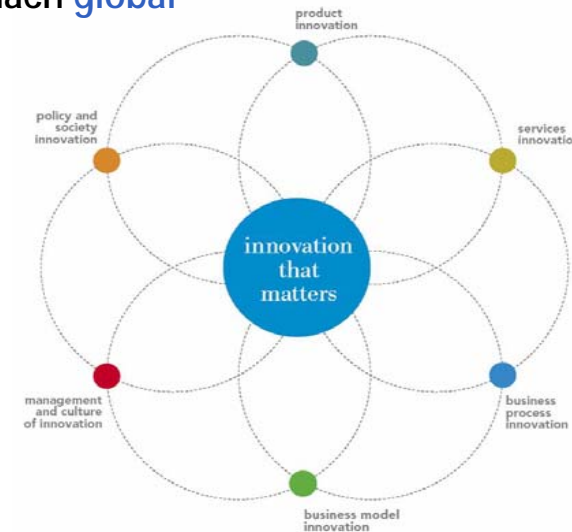 global
product
innovation
policy and
society
innovation
services
innovatio
innovation
that
matters
management
and culture
of innovation
business
process
innovation
business model
innovation